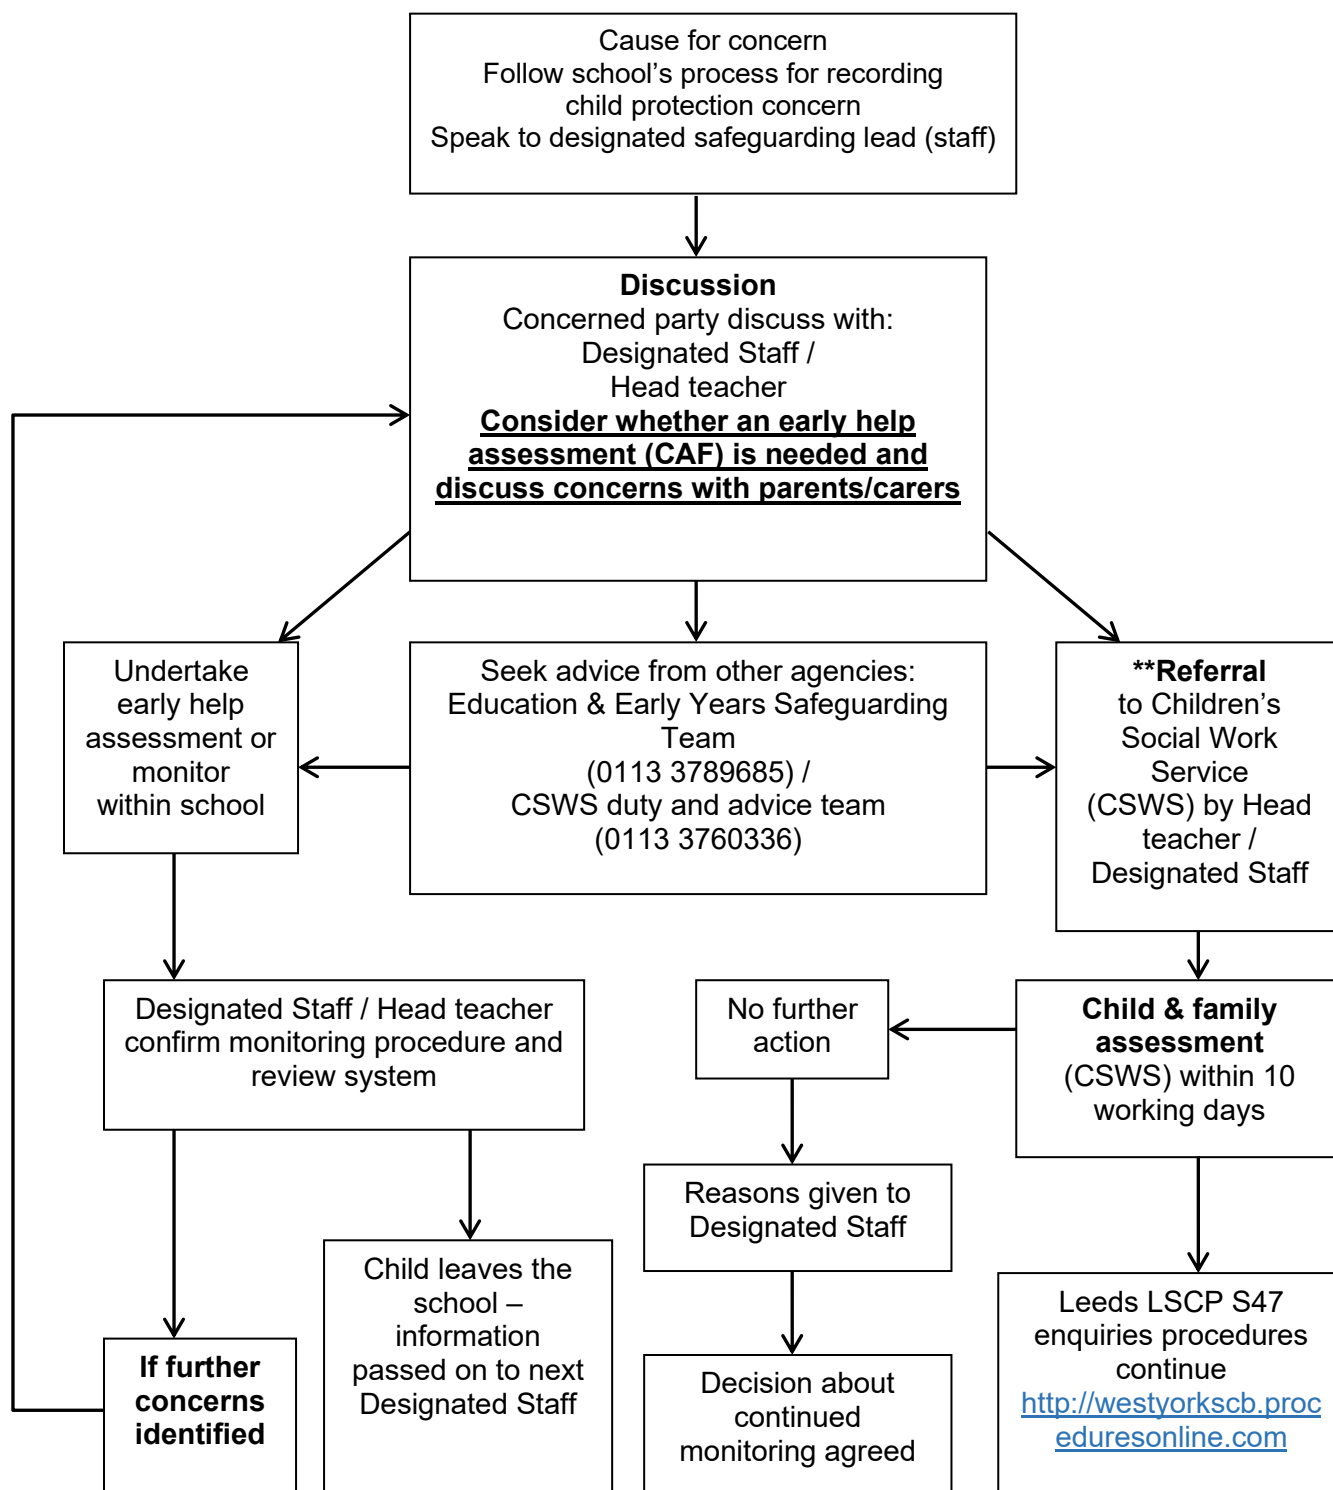 Cause for concern
Follow school’s process for recording
child protection concern
Speak to designated safeguarding lead (staff)
Discussion
Concerned party discuss with:
Designated Staff /
Head teacher
Consider whether an early help
assessment (CAF) is needed and
discuss concerns with parents/carers
Undertake
early help
assessment or
monitor
within school
Seek advice from other agencies:
Education & Early Years Safeguarding
Team
(0113 3789685) /
CSWS duty and advice team
(0113 3760336)
**Referral
to Children’s
Social Work
Service
(CSWS) by Head
teacher /
Designated Staff
Designated Staff / Head teacher
confirm monitoring procedure and
review system
No further
action
Child & family
assessment
(CSWS) within 10
working days
Reasons given to
Designated Staff
If further
concerns
identified
Child leaves the
school –
information
passed on to next
Designated Staff
Decision about
continued
monitoring agreed
Leeds LSCP S47
enquiries procedures
continue
http://westyorkscb.proc
eduresonline.com